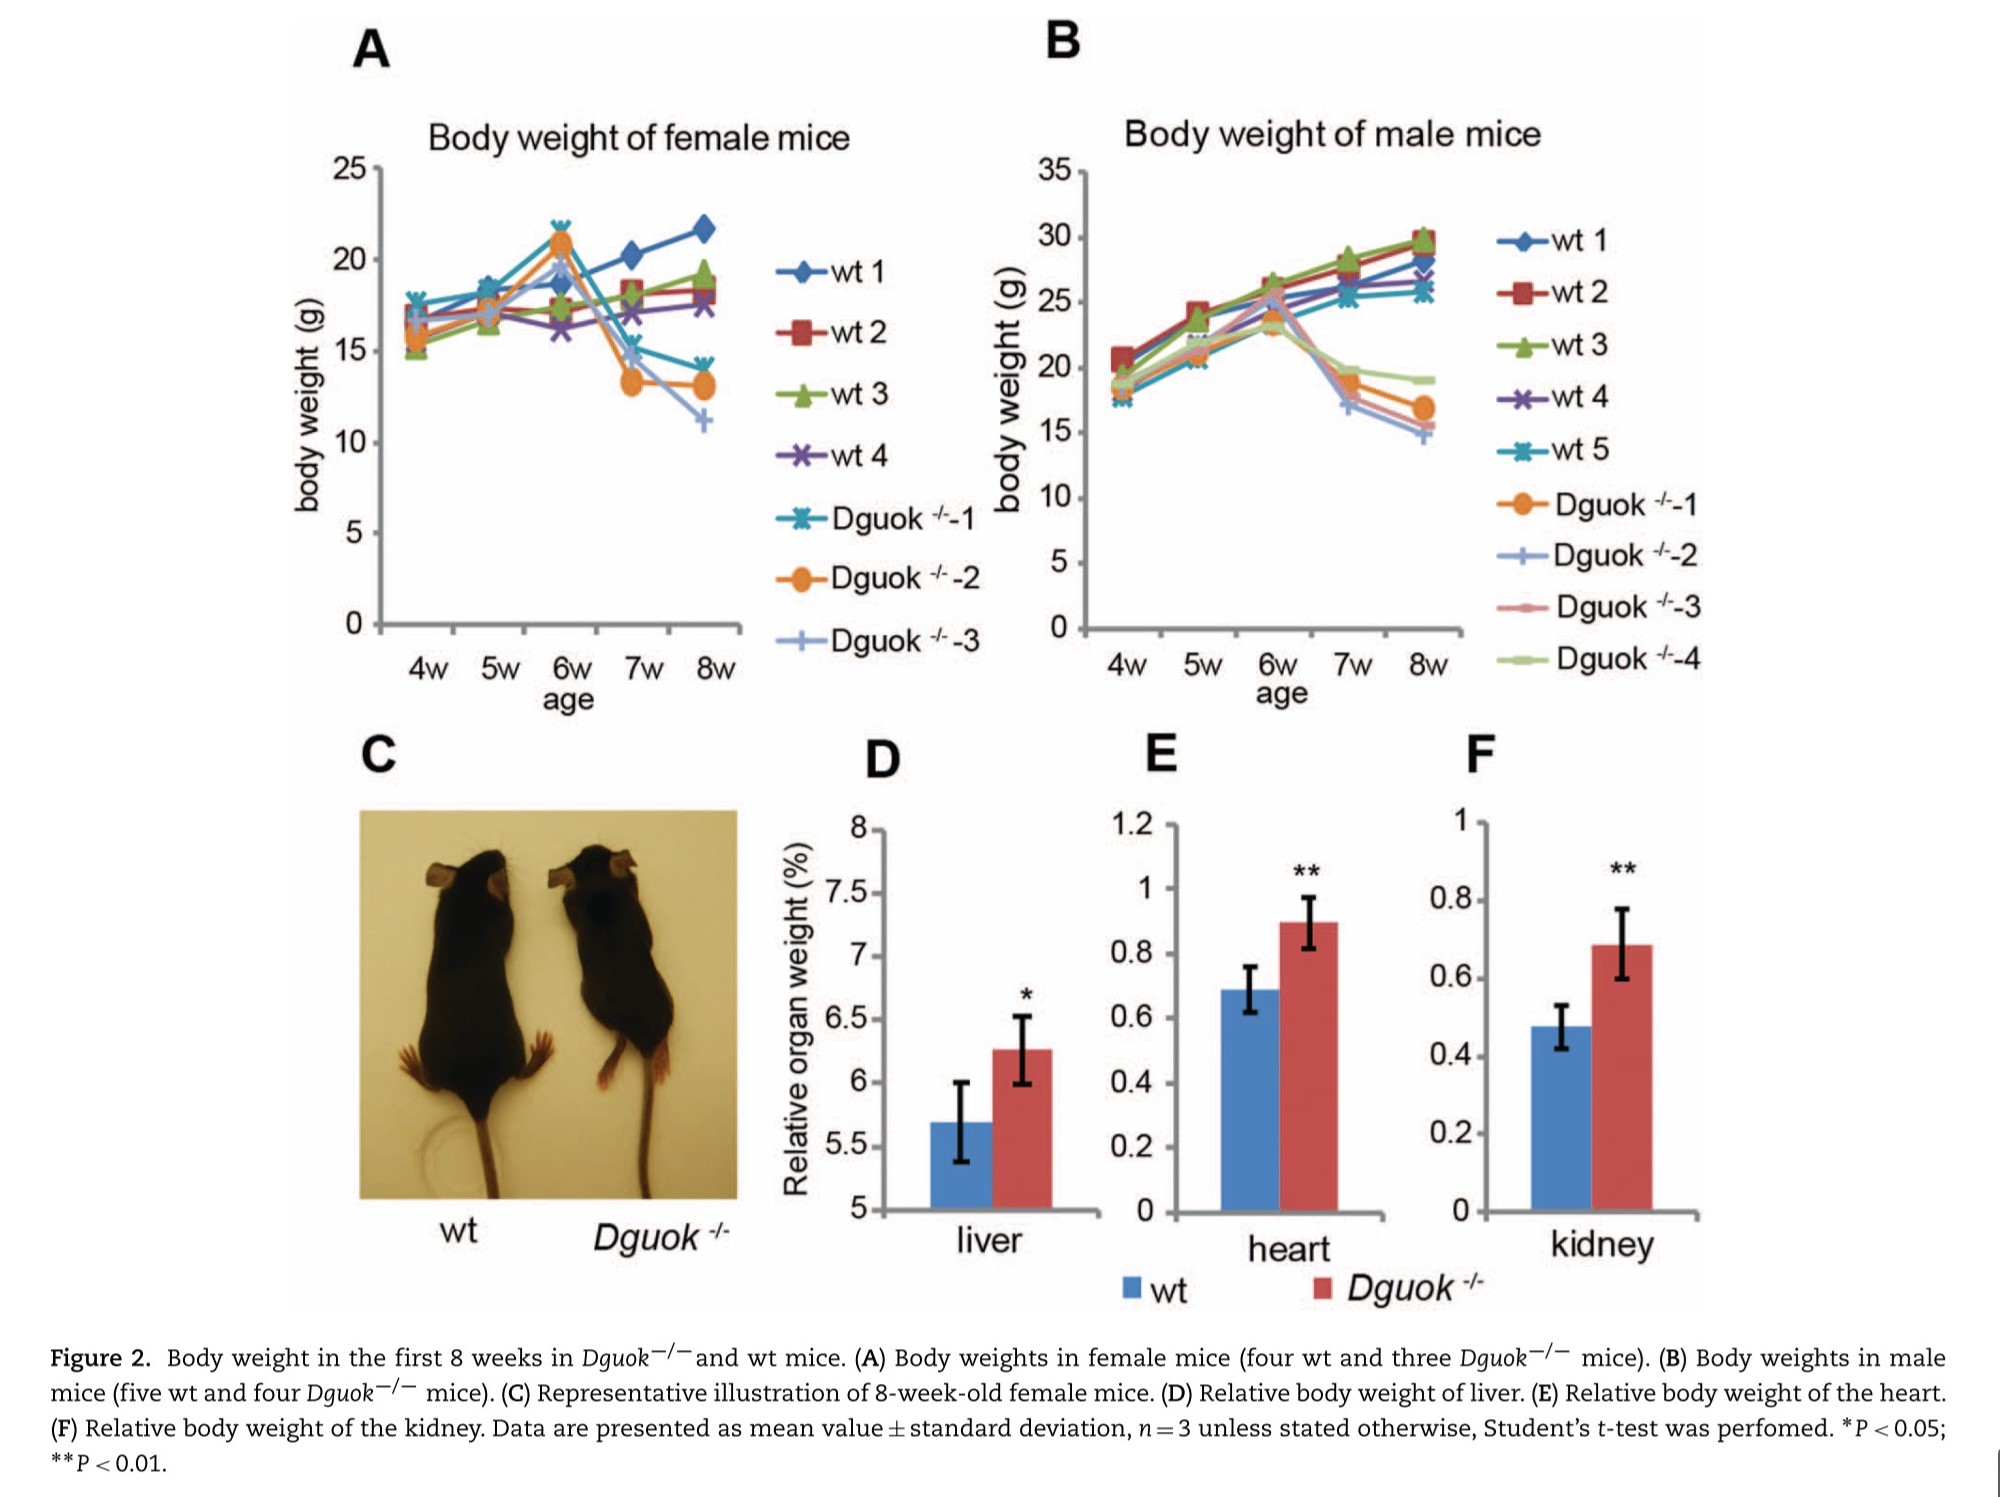 A
Body weight of female mice
body weight (g)
25
20
15
10
5
0
4w 5w 6w 7w 8w
age
wt 1
wt 2
wt 3
wt 4
Dguok -/--1
Dguok -/- -2
Dguok -/--3
B
Body weight of male mice
body weight (g)
35
30
25
20
15
10
5
0
4w 5w 6w 7w 8w
age
wt 1
wt 2
wt 3
wt 4
wt 5
Dguok -/--1
Dguok -/--2
Dguok -/--3
Dguok -/--4
C
wt Dguok -/-
D
Relative organ weight (%)
8
7.5
7
6.5
6
5.5
5
*
liver
E
1.2
1
0.8
0.6
0.4
0.2
0
**
heart
F
1
0.8
0.6
0.4
0.2
0
**
kidney
wt Dguok -/-
Figure 2. Body weight in the first 8 weeks in Dguok−/− and wt mice. (A) Body weights in female mice (four wt and three Dguok−/− mice). (B) Body weights in male
mice (five wt and four Dguok−/− mice). (C) Representative illustration of 8-week-old female mice. (D) Relative body weight of liver. (E) Relative body weight of the heart.
(F) Relative body weight of the kidney. Data are presented as mean value ± standard deviation, n = 3 unless stated otherwise, Student's t-test was perfomed. *P < 0.05;
**P < 0.01.